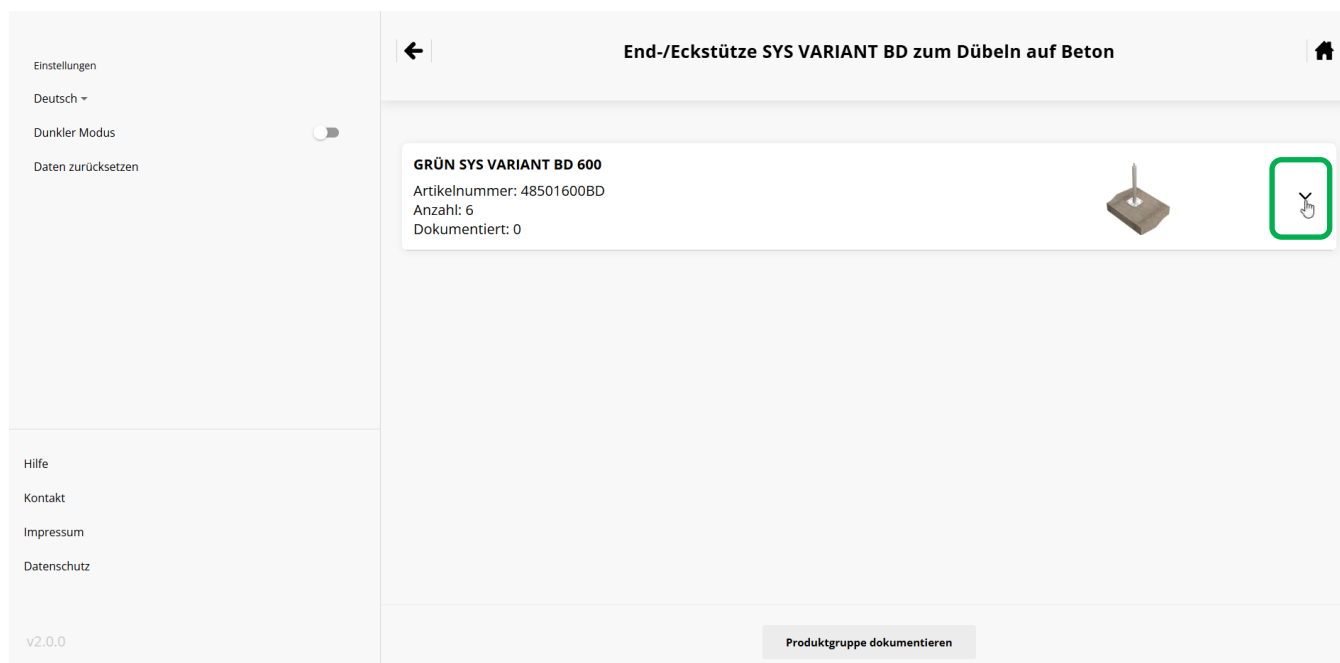 Einstellungen
Deutsch
Dunkler Modus
Daten zurücksetzen
Hilfe
Kontakt
Impressum
Datenschutz
v2.0.0
End-/Eckstütze SYS VARIANT BD zum Dübeln auf Beton
GRÜN SYS VARIANT BD 600
Artikelnummer: 48501600BD
Anzahl: 6
Dokumentiert: 0
Produktgruppe dokumentieren